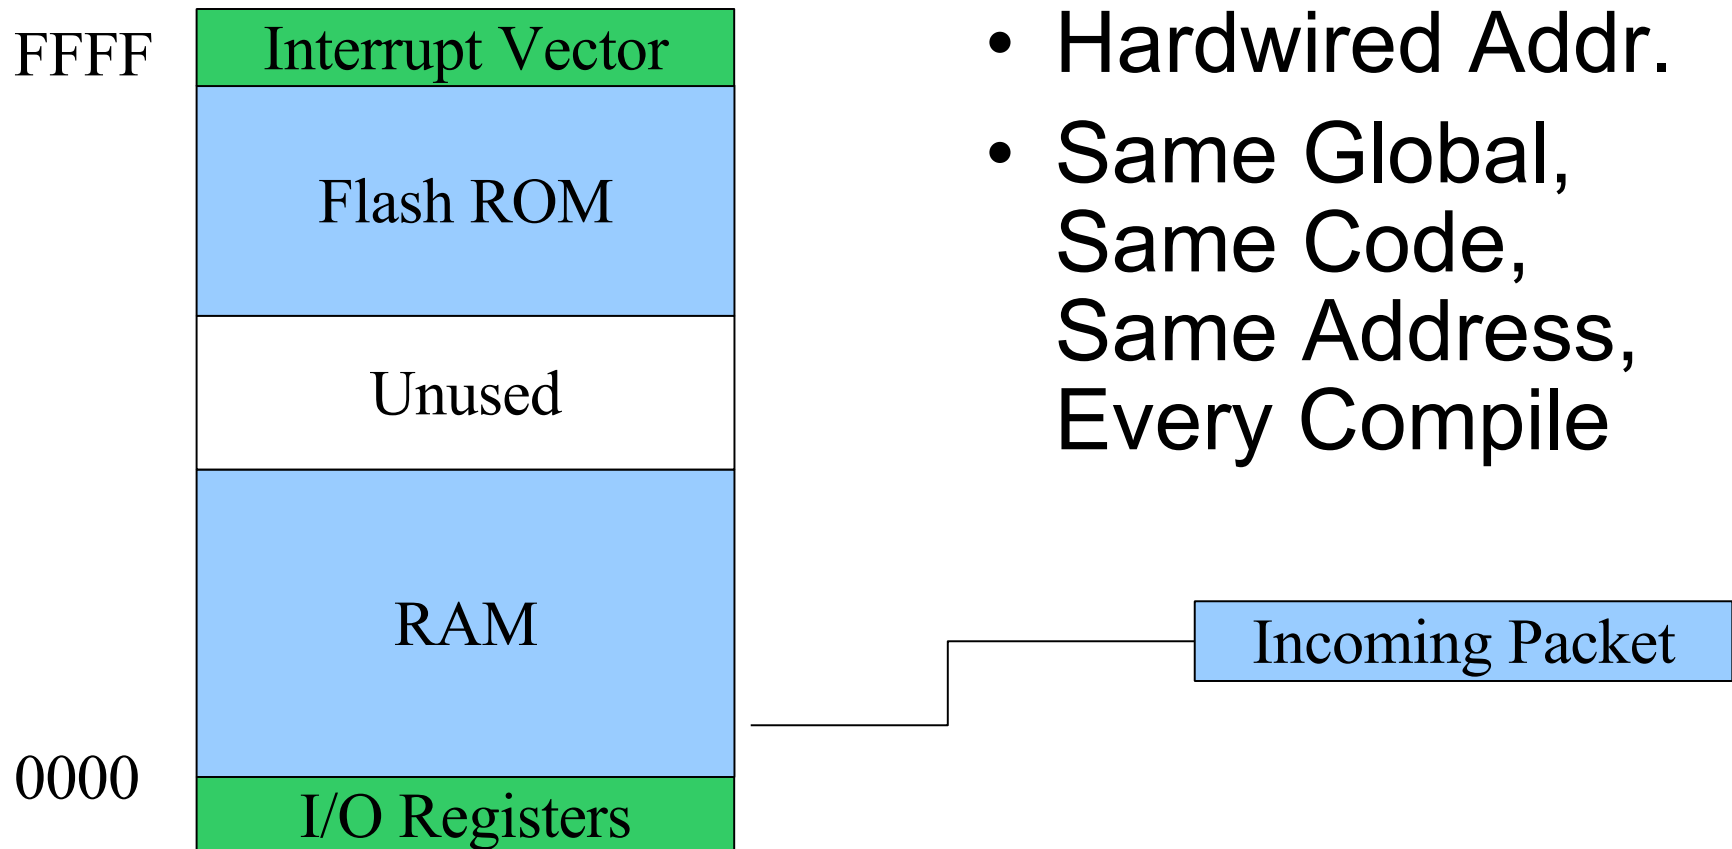 FFFF
Interrupt Vector
Flash ROM
Unused
RAM
0000
I/O Registers
• Hardwired Addr.
• Same Global,
Same Code,
Same Address,
Every Compile
Incoming Packet